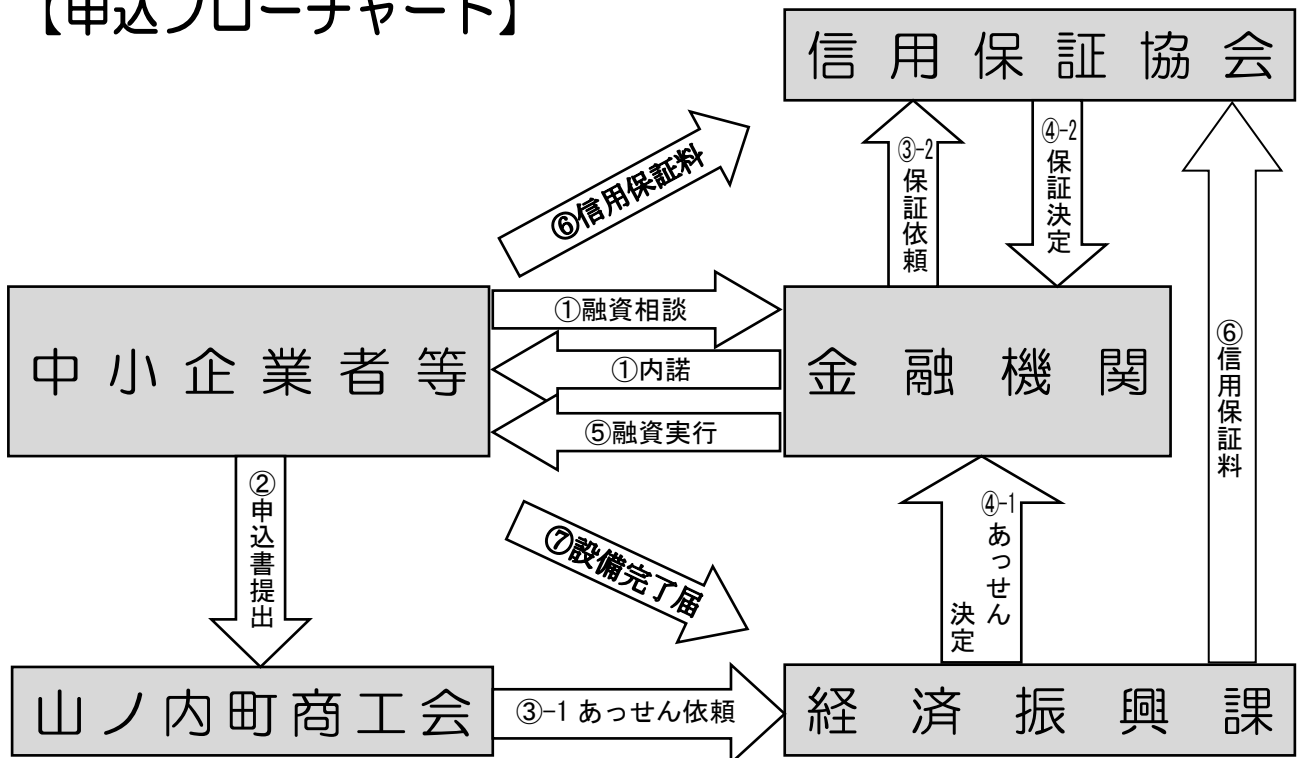 【申込フローチャート】
信用保証協会
③-2
保証依頼
④-2
保証決定
⑥信用保証料
①融資相談
中小企業者等
①内諾
金融機関
⑤融資実行
⑥信用保証料
②申込書提出
④-1
あっせん
決定
⑦設備完了届
山ノ内町商工会
③-1 あっせん依頼
経済振興課